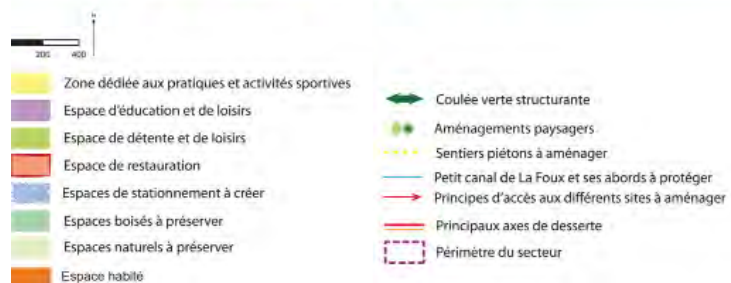 N
200 400
Zone dédiée aux pratiques et activités sportives
Espace d'éducation et de loisirs
Espace de détente et de loisirs
Espace de restauration
Espaces de stationnement à créer
Espaces boisés à préserver
Espaces naturels à préserver
Espace habité
Coulée verte structurante
Aménagements paysagers
Sentiers piétons à aménager
Petit canal de La Foux et ses abords à protéger
Principes d'accès aux différents sites à aménager
Principaux axes de desserte
Périmètre du secteur